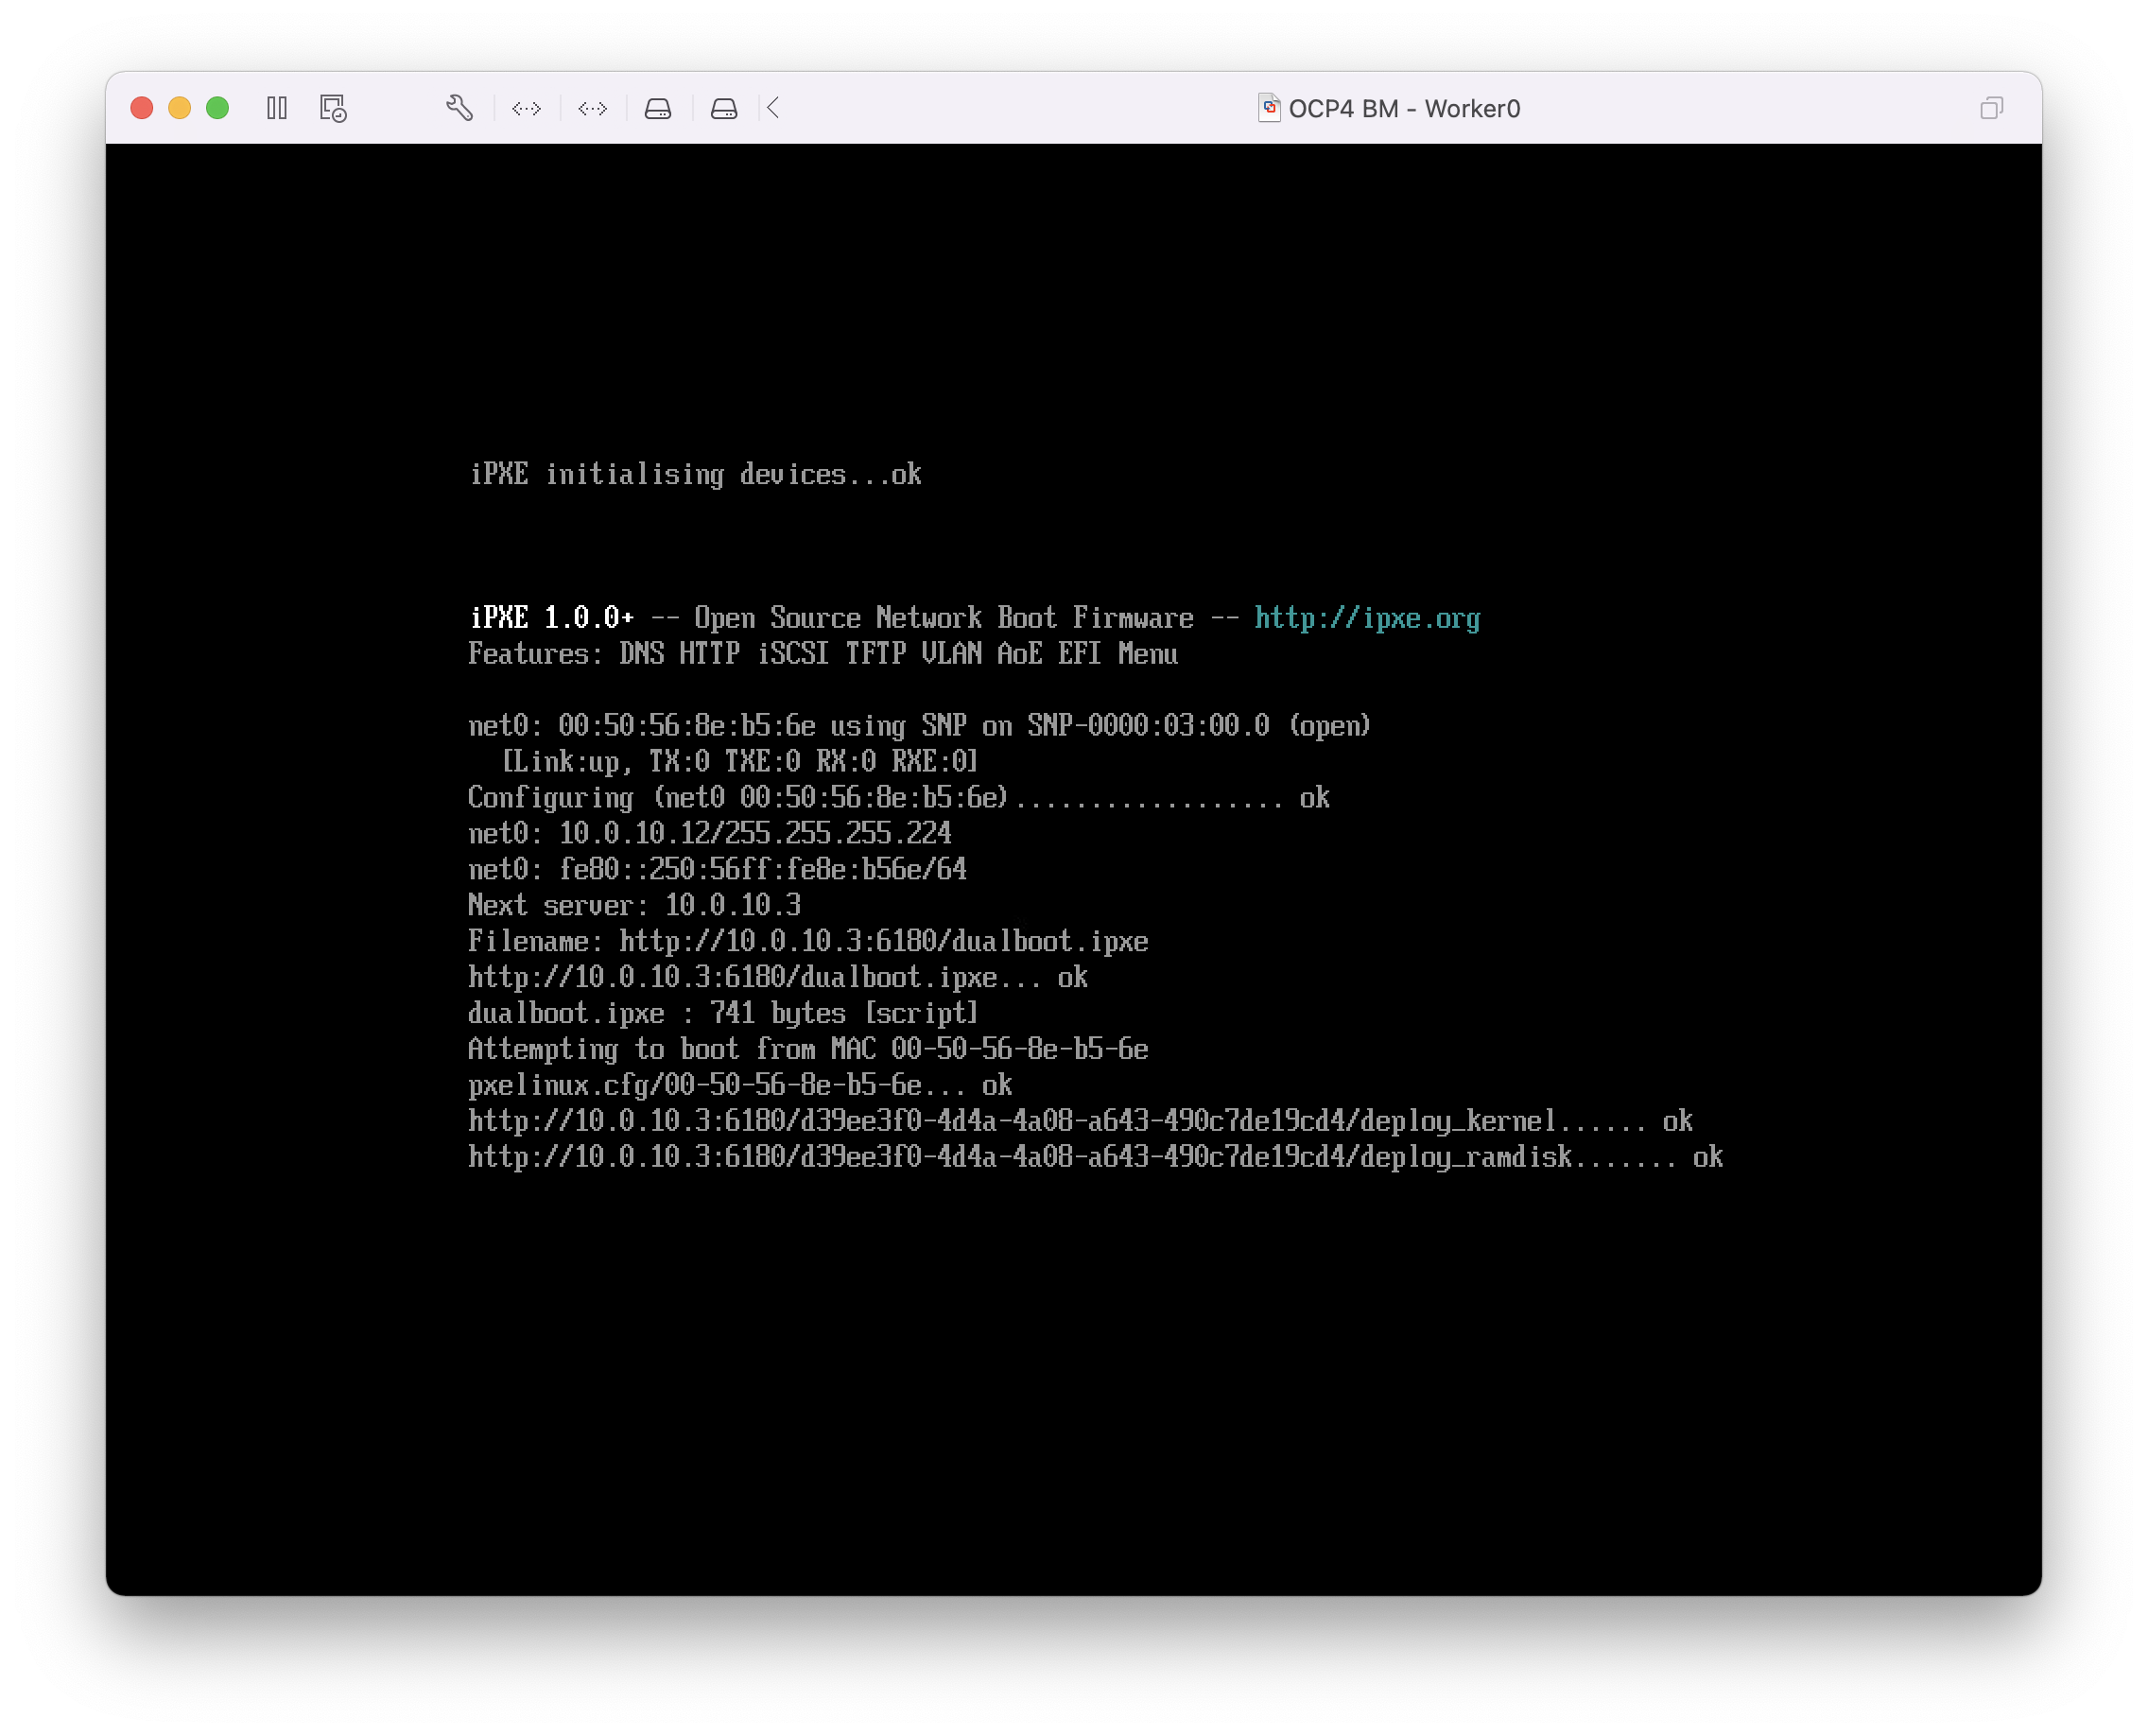 OCP4 BM - Worker0
iPXE initialising devices...ok
iPXE 1.0.0+ -- Open Source Network Boot Firmware -- http://ipxe.org
Features: DNS HTTP iSCSI TFTP VLAN AoE EFI Menu
net0: 00:50:56:8e:b5:6e using SNP on SNP-0000:03:00.0 (open)
[Link:up, TX:0 TXE:0 RX:0 RXE:0]
Configuring (net0 00:50:56:8e:b5:6e).................. ok
net0: 10.0.10.12/255.255.255.224
net0: fe80::250:56ff:fe8e:b56e/64
Next server: 10.0.10.3
Filename: http://10.0.10.3:6180/dualboot.ipxe
http://10.0.10.3:6180/dualboot.ipxe... ok
dualboot.ipxe : 741 bytes [script]
Attempting to boot from MAC 00-50-56-8e-b5-6e
pxelinux.cfg/00-50-56-8e-b5-6e... ok
http://10.0.10.3:6180/d39ee3f0-4d4a-4a08-a643-490c7de19cd4/deploy_kernel...... ok
http://10.0.10.3:6180/d39ee3f0-4d4a-4a08-a643-490c7de19cd4/deploy_ramdisk....... ok